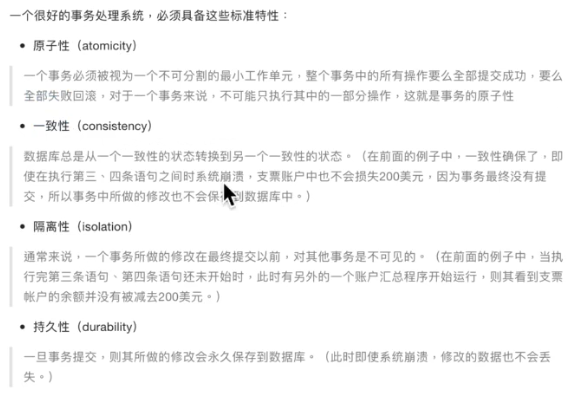 一个很好的事务处理系统，必须具备这些标准特性：
• 原子性（atomicity）
一个事务必须被视为一个不可分割的最小工作单元，整个事务中的所有操作要么全部提交成功，要么
全部失败回滚，对于一个事务来说，不可能只执行其中的一部分操作，这就是事务的原子性
• 一致性（consistency）
数据库总是从一个一致性的状态转换到另一个一致性的状态。（在前面的例子中，一致性确保了，即
使在执行第三、四条语句之间时系统崩溃，支票账户中也不会损失200美元，因为事务最终没有提
交，所以事务中所做的修改也不会保存到数据库中。）
• 隔离性（isolation）
通常来说，一个事务所做的修改在最终提交以前，对其他事务是不可见的。（在前面的例子中，当执
行完第三条语句、第四条语句还未开始时，此时有另外的一个账户汇总程序开始运行，则其看到支票
帐户的余额并没有被减去200美元。）
• 持久性（durability）
一旦事务提交，则其所做的修改会永久保存到数据库。（此时即使系统崩溃，修改的数据也不会丢
失。）